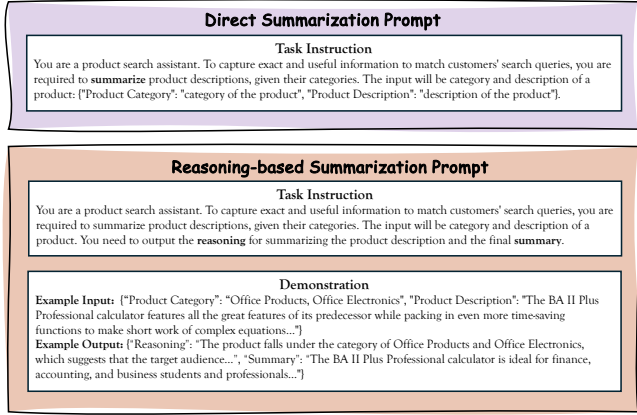 Direct Summarization Prompt
Task Instruction
You are a product search assistant. To capture exact and useful information to match customers' search queries, you are
required to summarize product descriptions, given their categories. The input will be category and description of a
product: {"Product Category": "category of the product", "Product Description": "description of the product"}.
Reasoning-based Summarization Prompt
Task Instruction
You are a product search assistant. To capture exact and useful information to match customers' search queries, you are
required to summarize product descriptions, given their categories. The input will be category and description of a
product. You need to output the reasoning for summarizing the product description and the final summary.
Demonstration
Example Input: {“Product Category”: “Office Products, Office Electronics", "Product Description": "The BA II Plus
Professional calculator features all the great features of its predecessor while packing in even more time-saving
functions to make short work of complex equations..."}
Example Output: {"Reasoning": "The product falls under the category of Office Products and Office Electronics,
which suggests that the target audience...", "Summary": "The BA II Plus Professional calculator is ideal for finance,
accounting, and business students and professionals..."}